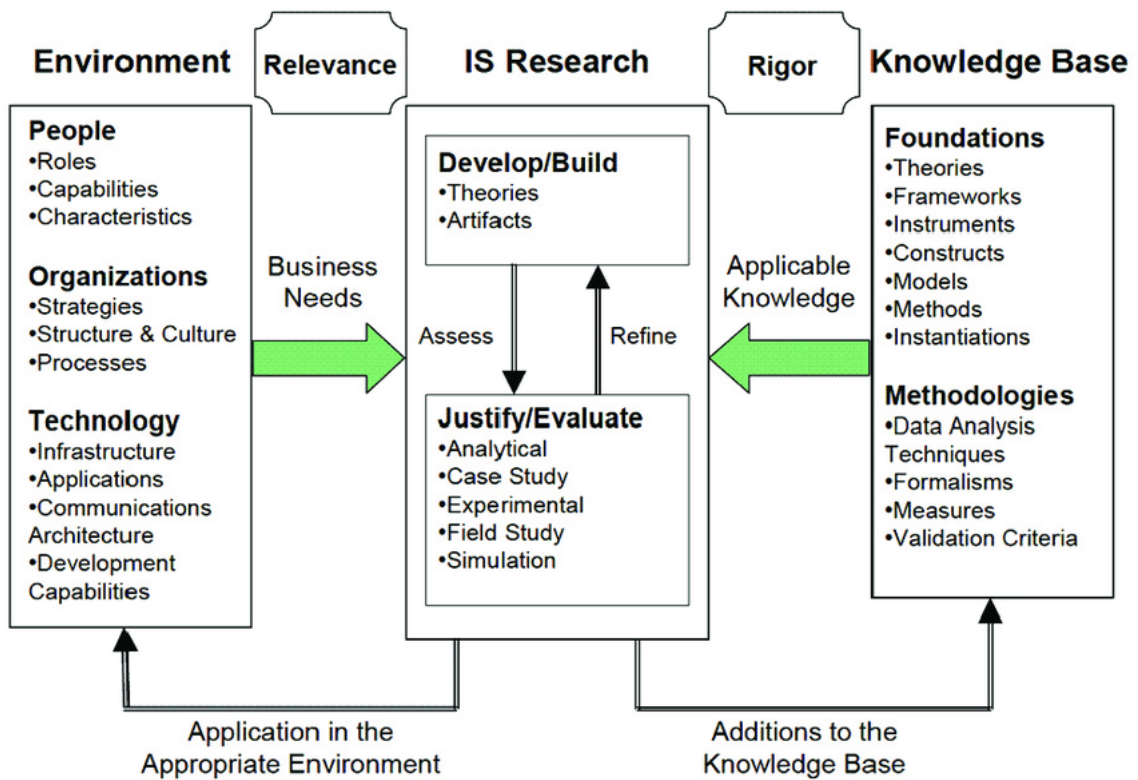 Environment
Relevance
IS Research
Rigor
Knowledge Base
People
•Roles
•Capabilities
•Characteristics
Organizations
•Strategies
•Structure & Culture
•Processes
Technology
•Infrastructure
•Applications
•Communications
Architecture
•Development
Capabilities
Business
Needs
Develop/Build
•Theories
•Artifacts
Assess
Refine
Justify/Evaluate
•Analytical
•Case Study
•Experimental
•Field Study
•Simulation
Applicable
Knowledge
Foundations
•Theories
•Frameworks
•Instruments
•Constructs
•Models
•Methods
•Instantiations
Methodologies
•Data Analysis
Techniques
•Formalisms
•Measures
•Validation Criteria
Application in the
Appropriate Environment
Additions to the
Knowledge Base